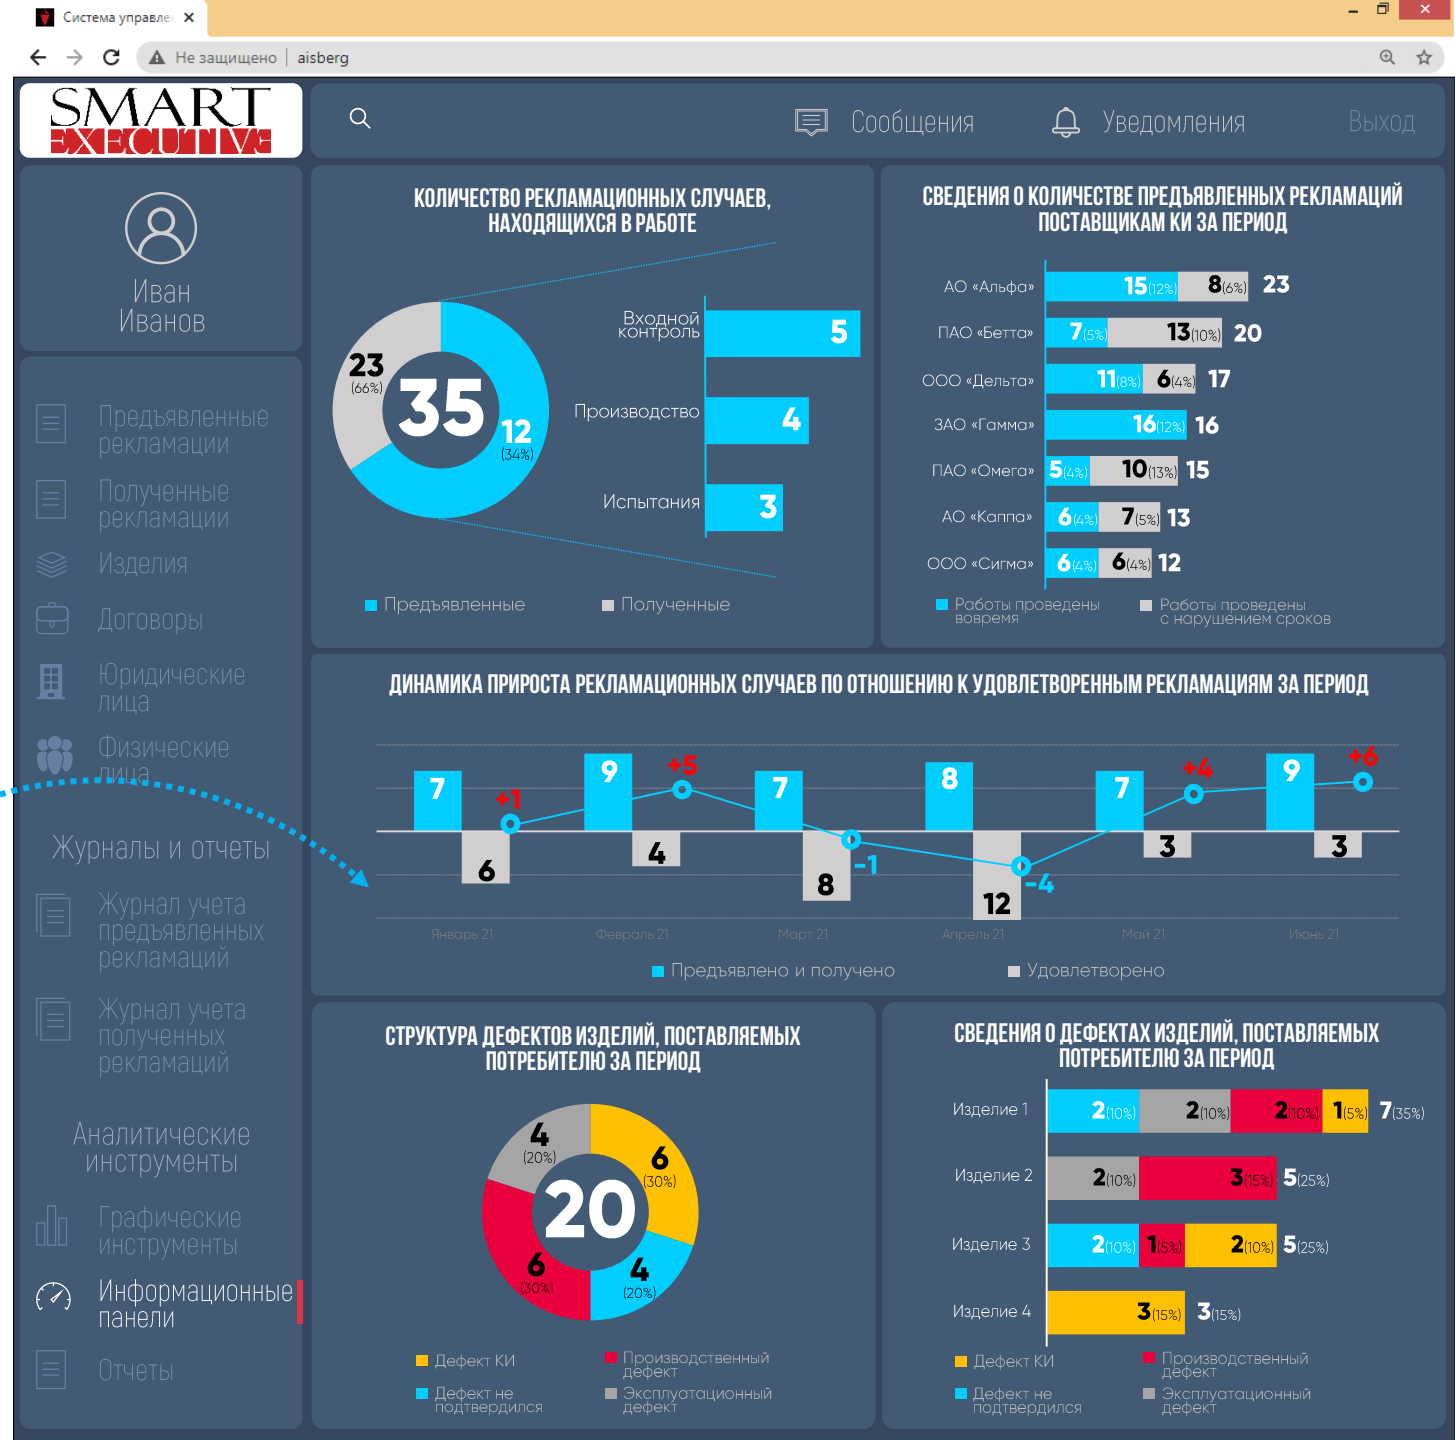 Система управле
Не защищено
aisberg
SMART
EXECUTIVE
Сообщения
Уведомления
Выход
Иван
Иванов
Предъявленные
рекламации
Полученные
рекламации
Изделия
Договоры
Юридические
лица
Физические
лица
Журналы и отчеты
Журнал учета
предъявленных
рекламаций
Журнал учета
полученных
рекламаций
Аналитические
инструменты
Графические
инструменты
Информационные
панели
Отчеты
КОЛИЧЕСТВО РЕКЛАМАЦИОННЫХ СЛУЧАЕВ,
НАХОДЯЩИХСЯ В РАБОТЕ
23
(66%)
35
12
(34%)
Входной
контроль
5
Производство
4
Испытания
3
Предъявленные
Полученные
СВЕДЕНИЯ О КОЛИЧЕСТВЕ ПРЕДЪЯВЛЕННЫХ РЕКЛАМАЦИЙ
ПОСТАВЩИКАМ КИ ЗА ПЕРИОД
АО «Альфа» 15(12%) 8(6%) 23
ПАО «Бетта» 7(5%) 13(10%) 20
ООО «Дельта» 11(8%) 6(4%) 17
ЗАО «Гамма» 16(12%) 16
ПАО «Омега» 5(4%) 10(13%) 15
АО «Каппа» 6(4%) 7(5%) 13
ООО «Сигма» 6(4%) 6(4%) 12
Работы проведены
вовремя
Работы проведены
с нарушением сроков
ДИНАМИКА ПРИРОСТА РЕКЛАМАЦИОННЫХ СЛУЧАЕВ ПО ОТНОШЕНИЮ К УДОВЛЕТВОРЕННЫМ РЕКЛАМАЦИЯМ ЗА ПЕРИОД
7 +1 9 +5 7 8 7 +4 9 +6
6 4 8 -1 12 -4 3 3
Январь 21 Февраль 21 Март 21 Апрель 21 Май 21 Июнь 21
Предъявлено и получено
Удовлетворено
СТРУКТУРА ДЕФЕКТОВ ИЗДЕЛИЙ, ПОСТАВЛЯЕМЫХ
ПОТРЕБИТЕЛЮ ЗА ПЕРИОД
4
(20%)
6
(30%)
20
6
(30%)
4
(20%)
Дефект КИ
Производственный
дефект
Дефект не
подтвердился
Эксплуатационный
дефект
СВЕДЕНИЯ О ДЕФЕКТАХ ИЗДЕЛИЙ, ПОСТАВЛЯЕМЫХ
ПОТРЕБИТЕЛЮ ЗА ПЕРИОД
Изделие 1 2(10%) 2(10%) 2(10%) 1(5%) 7(35%)
Изделие 2 2(10%) 3(15%) 5(25%)
Изделие 3 2(10%) 1(5%) 2(10%) 5(25%)
Изделие 4 3(15%) 3(15%)
Дефект КИ
Производственный
дефект
Дефект не
подтвердился
Эксплуатационный
дефект